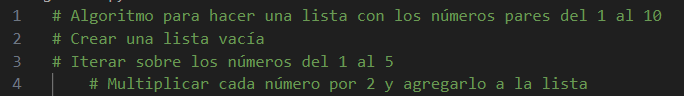 1 # Algoritmo para hacer una lista con los números pares del 1 al 10
2 # Crear una lista vacía
3 # Iterar sobre los números del 1 al 5
4 # Multiplicar cada número por 2 y agregarlo a la lista